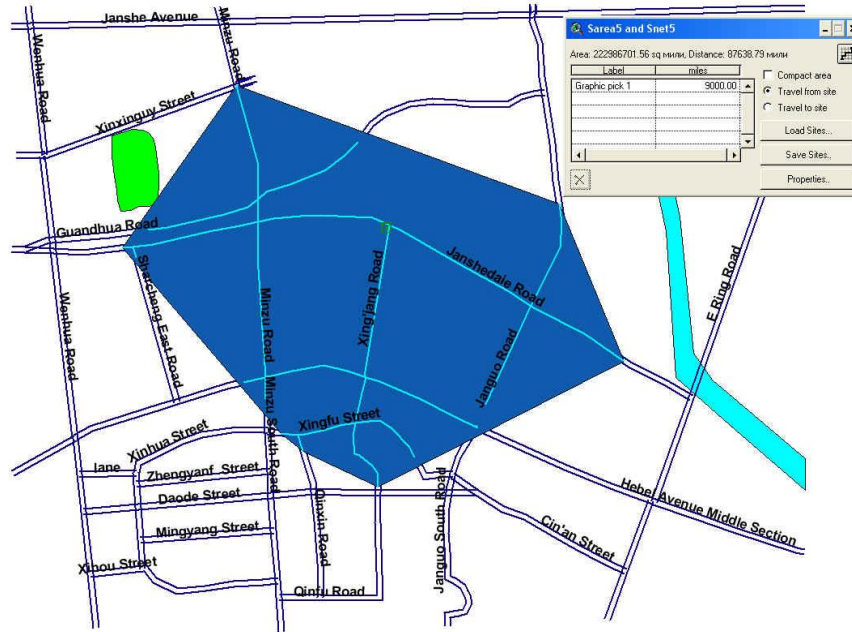 Janshe Avenue
Minzu Road
Wenhua Road
Xinxinguy Street
Sarea5 and Snet5
Area: 222986701.56 sq мили, Distance: 87638.79 мили
Label miles
Graphic pick 1 9000.00
Compact area
Travel from site
Travel to site
Load Sites..
Save Sites..
Properties..
Guandhua Road
Sharcheng East Road
Wenhua Road
Minzu Road
Xing'jang Road
Janshedaie Road
Janguo Road
E Ring Road
Minzu South Road
Xingfu Street
Xinhua Street
lane
Zhengyanf Street
Daode Street
Mingyang Street
Xihou Street
Qinxin Road
Qinfu Road
Janguo South Road
Cin'an Street
Hebei Avenue Middle Section